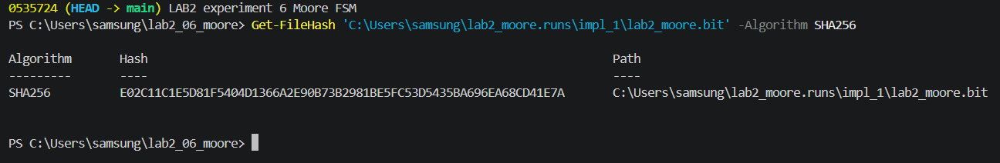 0535724 (HEAD -> main) LAB2 experiment 6 Moore FSM
PS C:\Users\samsung\lab2_06_moore> Get-FileHash 'C:\Users\samsung\lab2_moore.runs\impl_1\lab2_moore.bit' -Algorithm SHA256
Algorithm Hash Path
--------- ---- ----
SHA256 E02C11C1E5D81F5404D1366A2E90B73B2981BE5FC53D5435BA696EA68CD41E7A C:\Users\samsung\lab2_moore.runs\impl_1\lab2_moore.bit
PS C:\Users\samsung\lab2_06_moore>